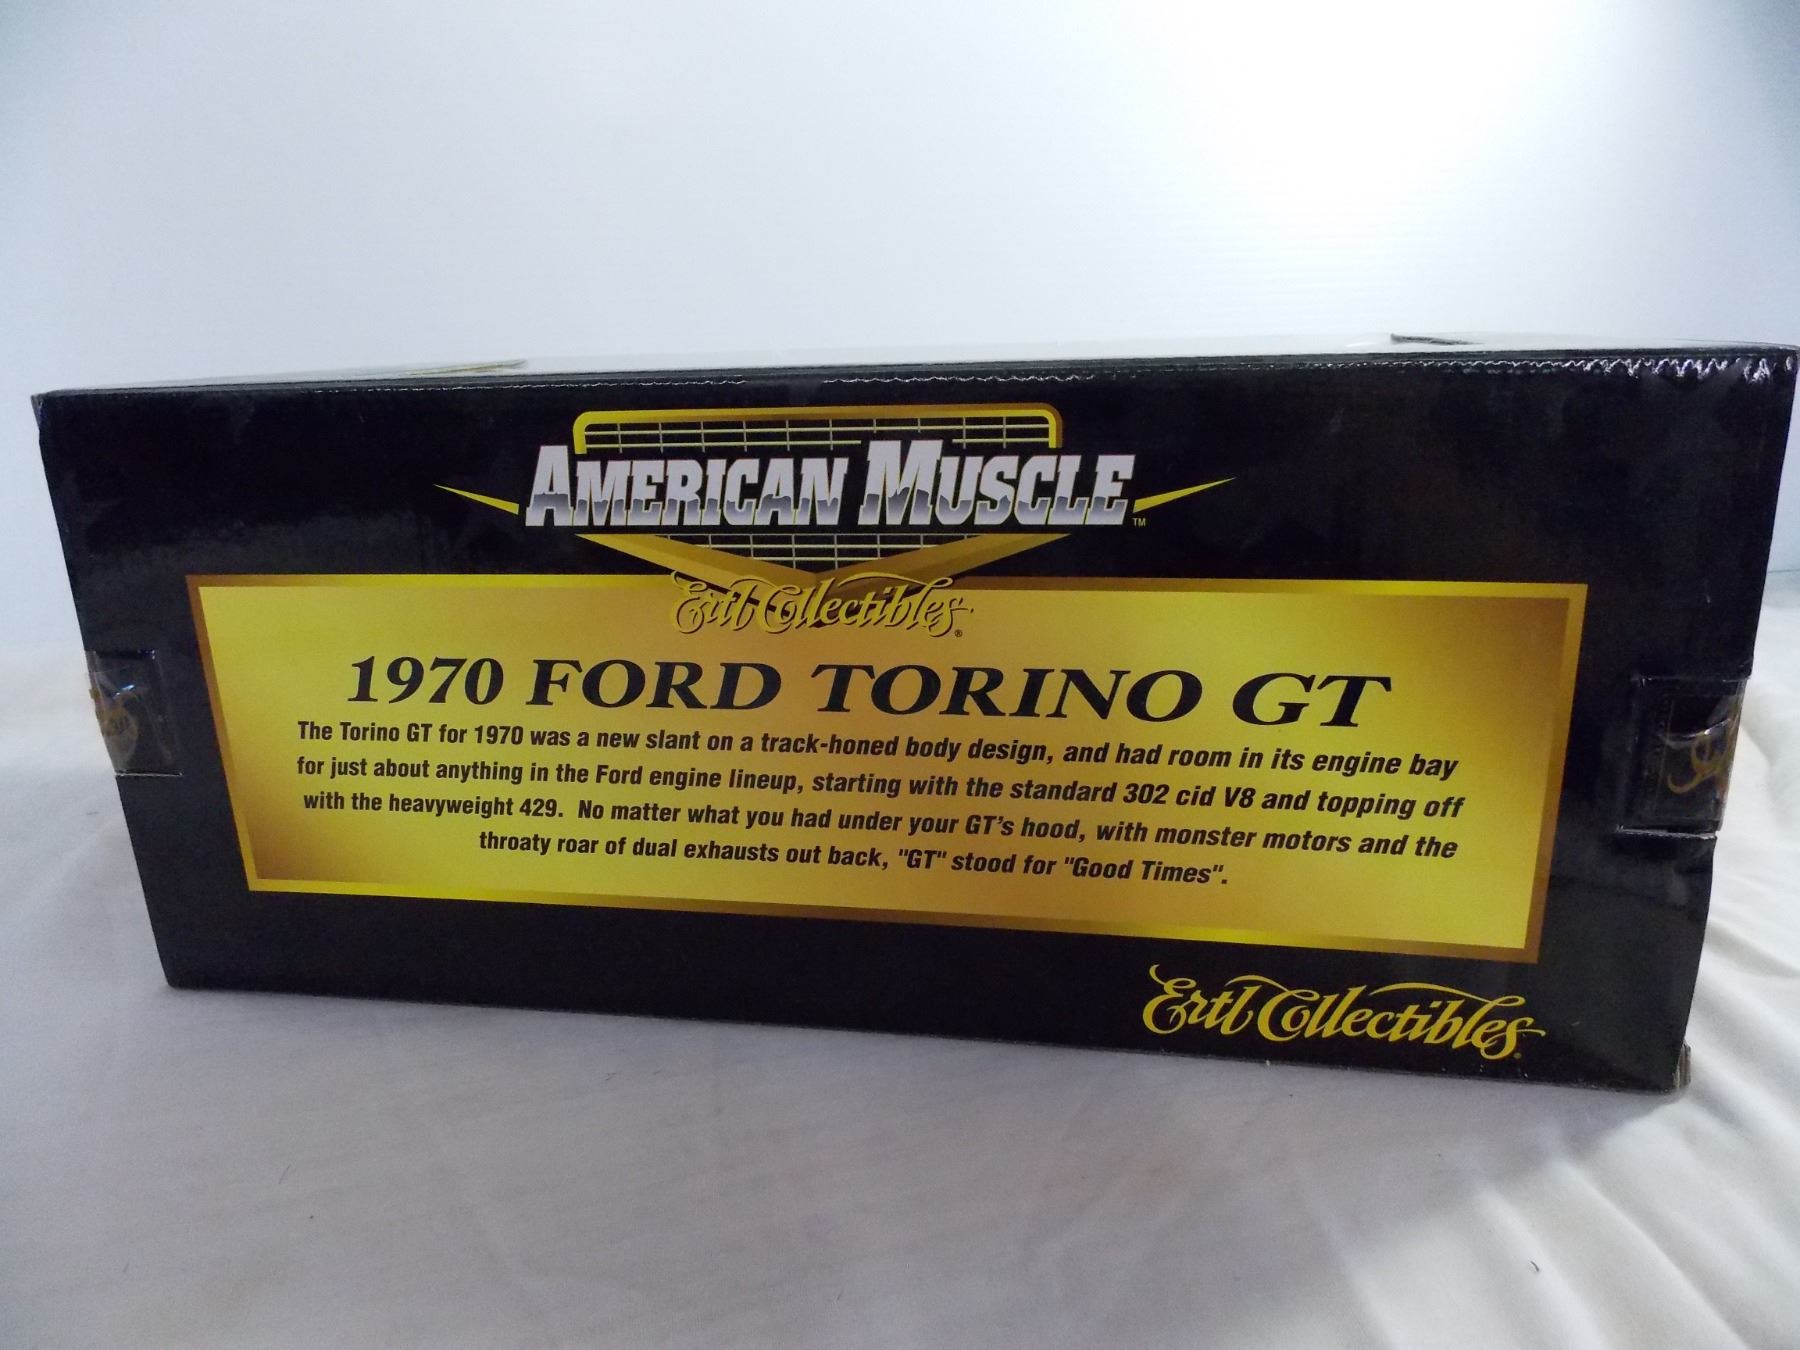 AMERICAN MUSCLE™
Ertl Collectibles®
1970 FORD TORINO GT
The Torino GT for 1970 was a new slant on a track-honed body design, and had room in its engine bay
for just about anything in the Ford engine lineup, starting with the standard 302 cid V8 and topping off
with the heavyweight 429. No matter what you had under your GT's hood, with monster motors and the
throaty roar of dual exhausts out back, "GT" stood for "Good Times".
Ertl Collectibles®